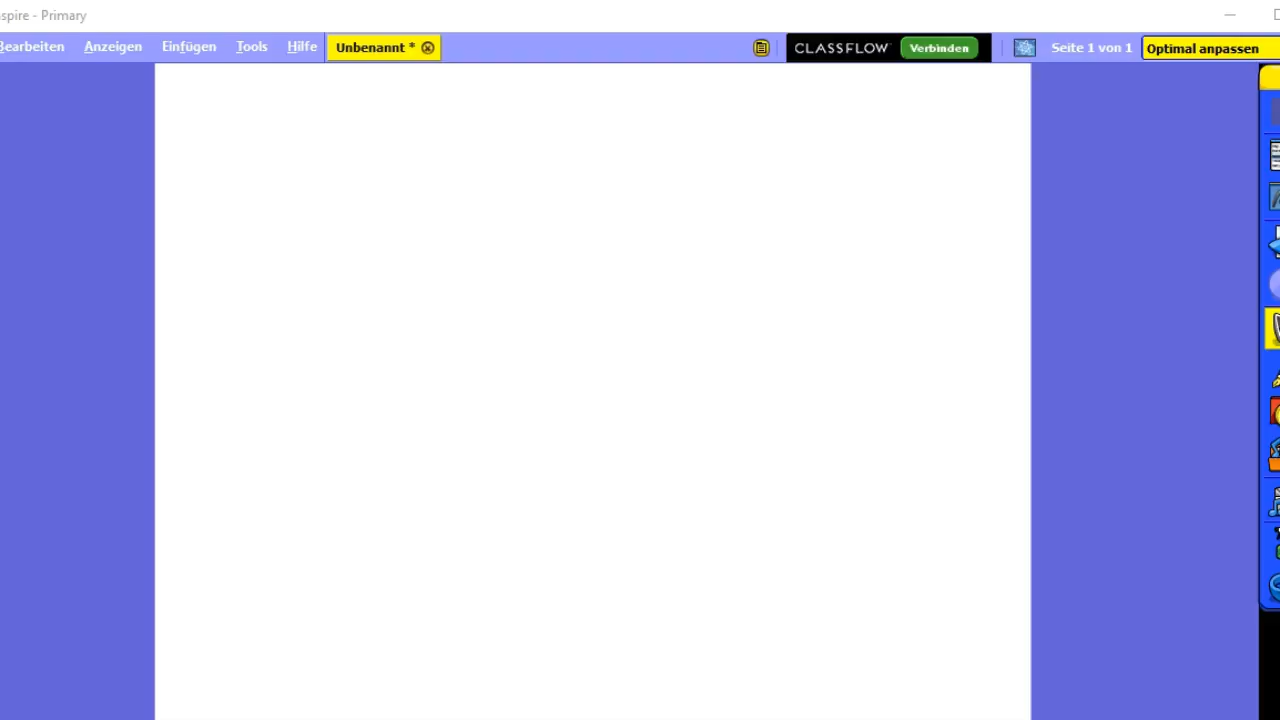 spire - Primary
Bearbeiten Anzeigen Einfügen Tools Hilfe Unbenannt * CLASSFLOW Verbinden Seite 1 von 1 Optimal anpassen